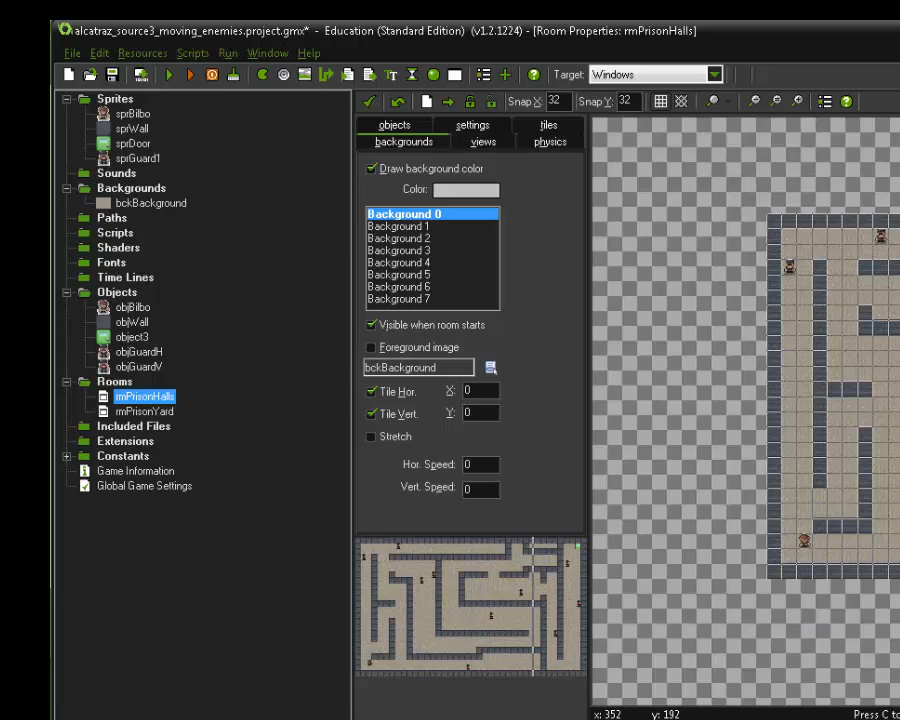 alcatraz_source3_moving_enemies.project.gmx* - Education (Standard Edition) (v1.2.1224) - [Room Properties: rmPrisonHalls]
File Edit Resources Scripts Run Window Help
Target: Windows
Snap X: 32 Snap Y: 32
Sprites
sprBilbo
sprWall
sprDoor
sprGuard1
Sounds
Backgrounds
bckBackground
Paths
Scripts
Shaders
Fonts
Time Lines
Objects
objBilbo
objWall
object3
objGuardH
objGuardV
Rooms
rmPrisonHalls
rmPrisonYard
Included Files
Extensions
Constants
Game Information
Global Game Settings
objects settings tiles
backgrounds views physics
Draw background color
Color:
Background 0
Background 1
Background 2
Background 3
Background 4
Background 5
Background 6
Background 7
Visible when room starts
Foreground image
bckBackground
Tile Hor. X: 0
Tile Vert. Y: 0
Stretch
Hor. Speed: 0
Vert. Speed: 0
x: 352 y: 192 Press C to